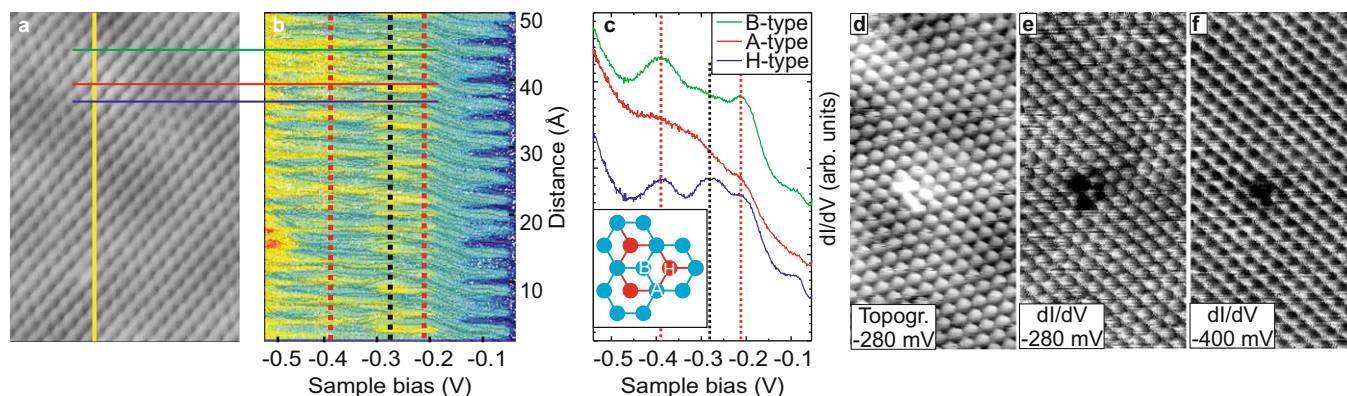 a
b
50
40
30
20
10
Distance (Å)
-0.5 -0.4 -0.3 -0.2 -0.1
Sample bias (V)
c
B-type
A-type
H-type
B
H
A
dI/dV (arb. units)
-0.5 -0.4 -0.3 -0.2 -0.1
Sample bias (V)
d
Topogr.
-280 mV
e
dI/dV
-280 mV
f
dI/dV
-400 mV